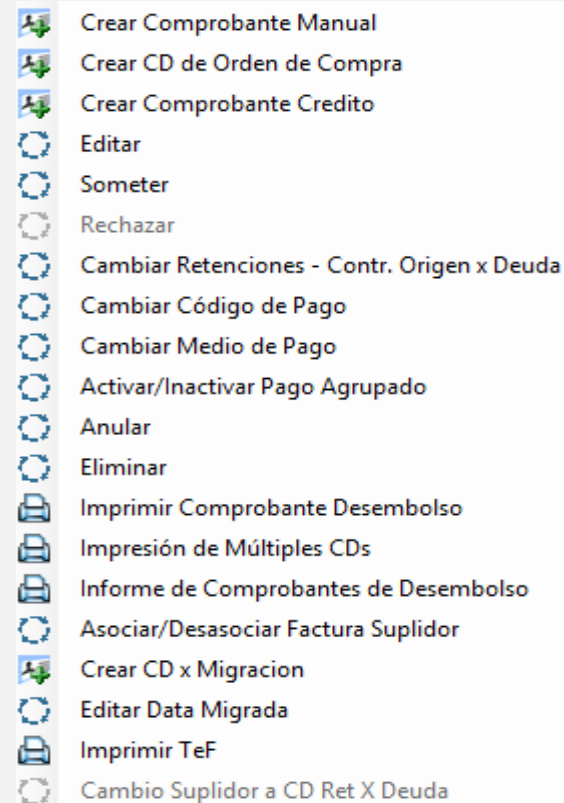 Crear Comprobante Manual
Crear CD de Orden de Compra
Crear Comprobante Credito
Editar
Someter
Rechazar
Cambiar Retenciones - Contr. Origen x Deuda
Cambiar Código de Pago
Cambiar Medio de Pago
Activar/Inactivar Pago Agrupado
Anular
Eliminar
Imprimir Comprobante Desembolso
Impresión de Múltiples CDs
Informe de Comprobantes de Desembolso
Asociar/Desasociar Factura Suplidor
Crear CD x Migracion
Editar Data Migrada
Imprimir TeF
Cambio Suplidor a CD Ret X Deuda